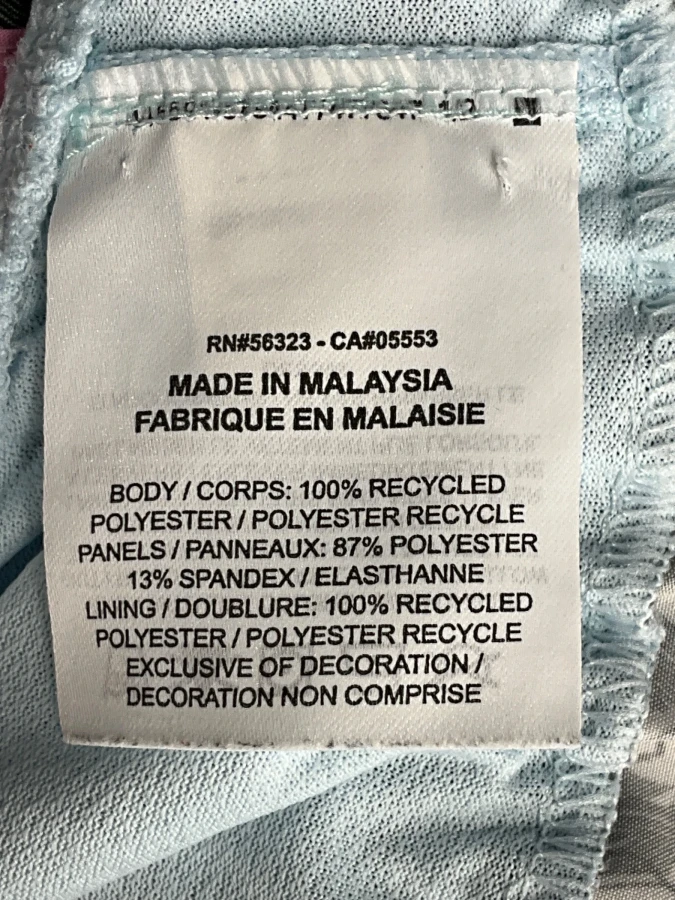 RN#56323 - CA#05553
MADE IN MALAYSIA
FABRIQUE EN MALAISIE
BODY / CORPS: 100% RECYCLED
POLYESTER / POLYESTER RECYCLE
PANELS / PANNEAUX: 87% POLYESTER
13% SPANDEX / ELASTHANNE
LINING / DOUBLURE: 100% RECYCLED
POLYESTER / POLYESTER RECYCLE
EXCLUSIVE OF DECORATION /
DECORATION NON COMPRISE